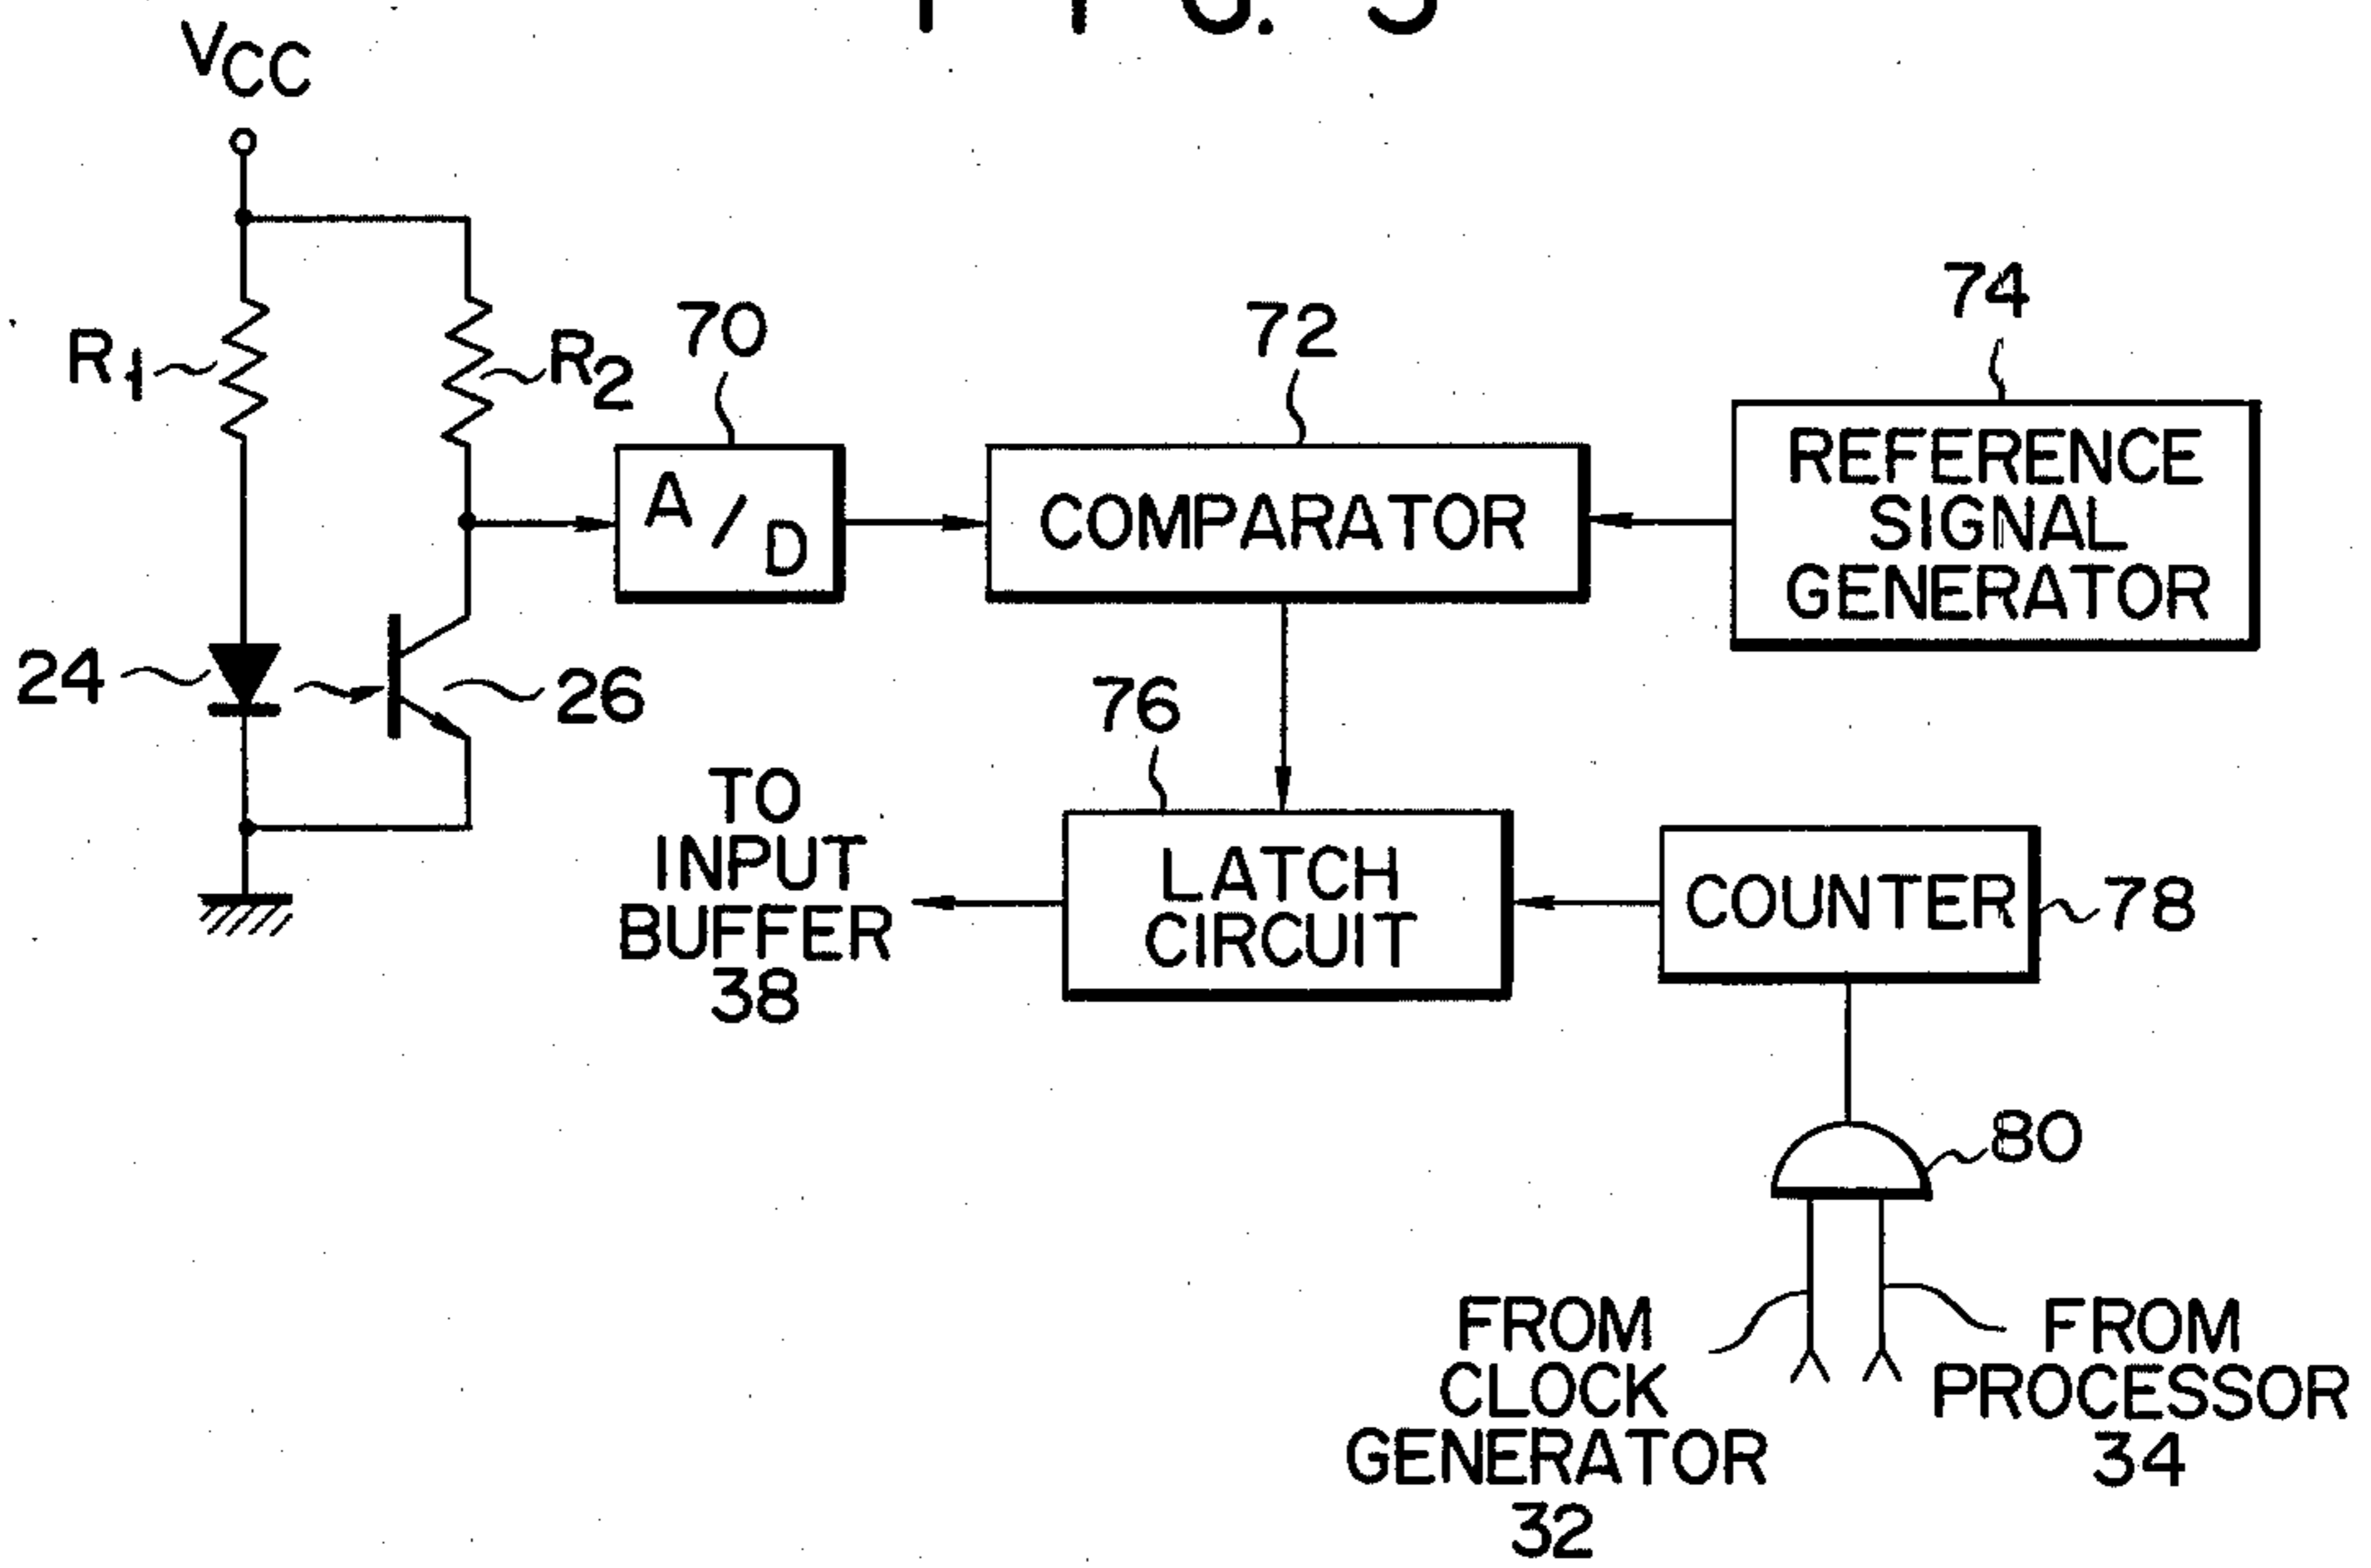 VCC
R1
R2
70
A/D
72
COMPARATOR
74
REFERENCE
SIGNAL
GENERATOR
24
26
76
LATCH
CIRCUIT
TO
INPUT
BUFFER
38
COUNTER
78
80
FROM
CLOCK
GENERATOR
32
FROM
PROCESSOR
34